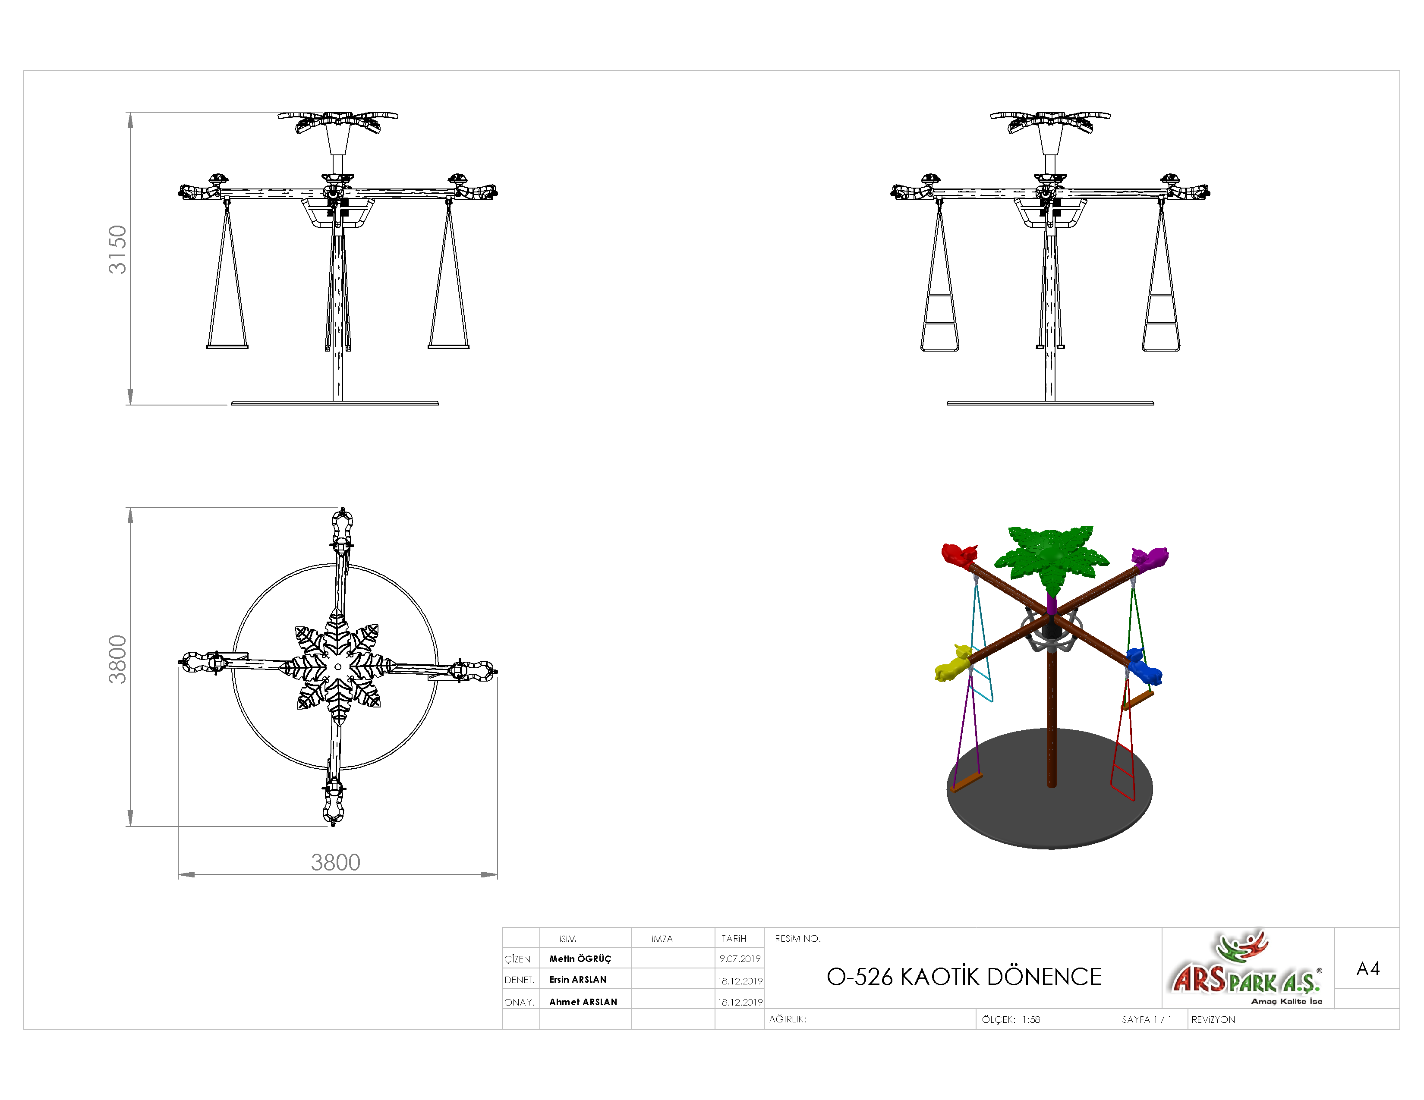 3150
3800
3800
İSİM
İMZA
TARİH
RESİM NO:
ÇİZEN
Metin ÖGRÜÇ
9.07.2019
DENET.
Ersin ARSLAN
18.12.2019
ONAY.
Ahmet ARSLAN
18.12.2019
O-526 KAOTİK DÖNENCE
ARSPARK A.Ş.®
Amaç Kalite İse
A4
AĞIRLIK:
ÖLÇEK: 1:50
SAYFA 1 / 1
REVİZYON